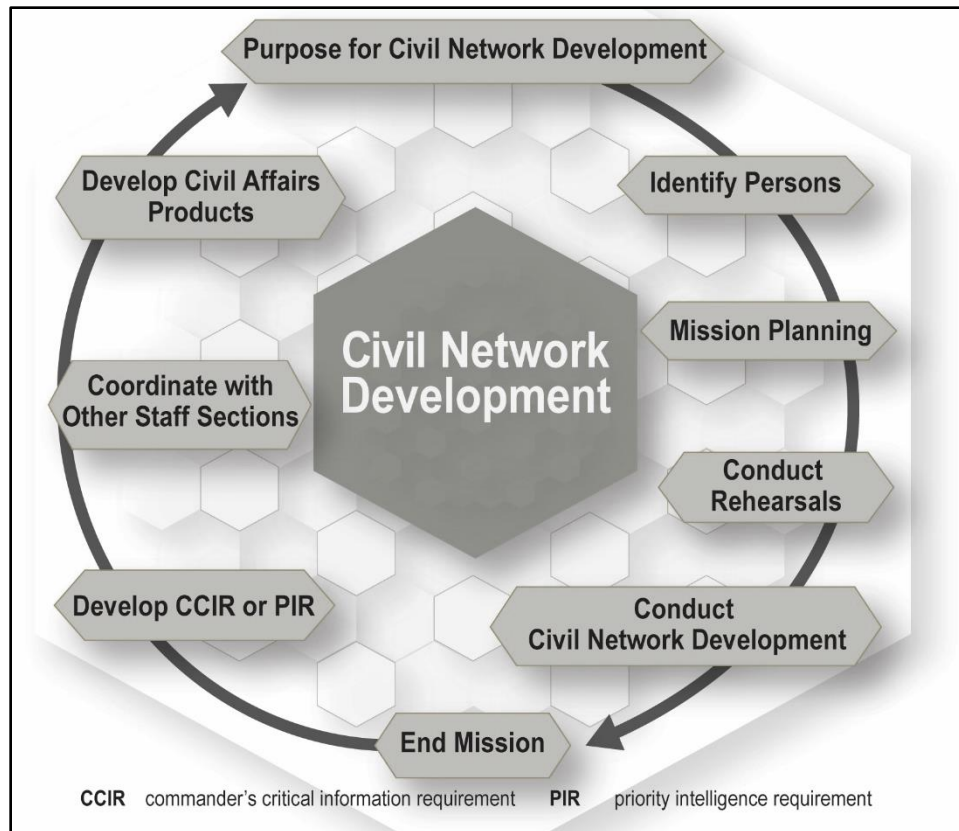 Purpose for Civil Network Development
Identify Persons
Mission Planning
Conduct
Rehearsals
Conduct
Civil Network Development
End Mission
Develop CCIR or PIR
Coordinate with
Other Staff Sections
Develop Civil Affairs
Products
Civil Network
Development
CCIR commander's critical information requirement PIR priority intelligence requirement